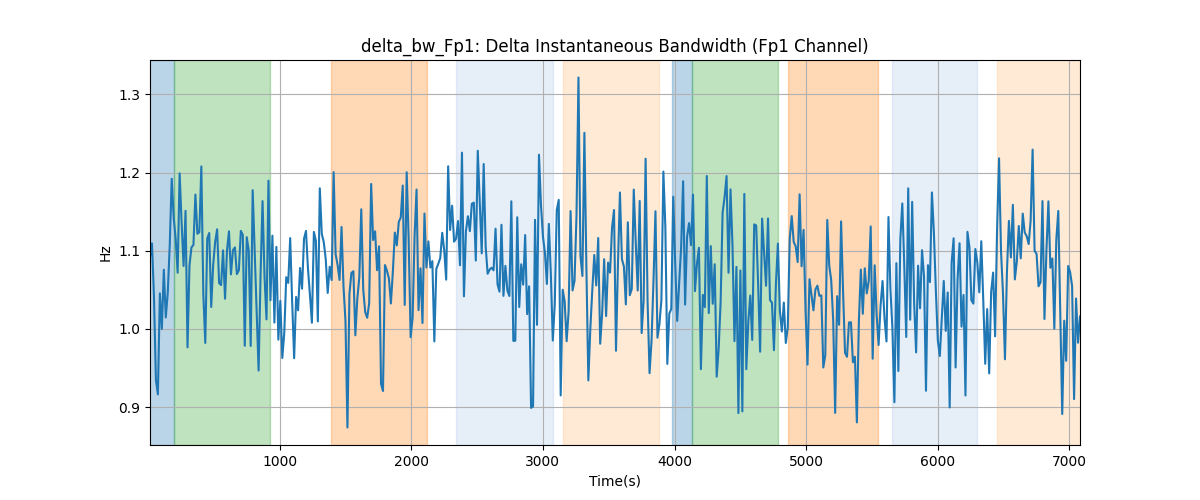 delta_bw_Fp1: Delta Instantaneous Bandwidth (Fp1 Channel)
Hz
1.3
1.2
1.1
1.0
0.9
1000 2000 3000 4000 5000 6000 7000
Time(s)